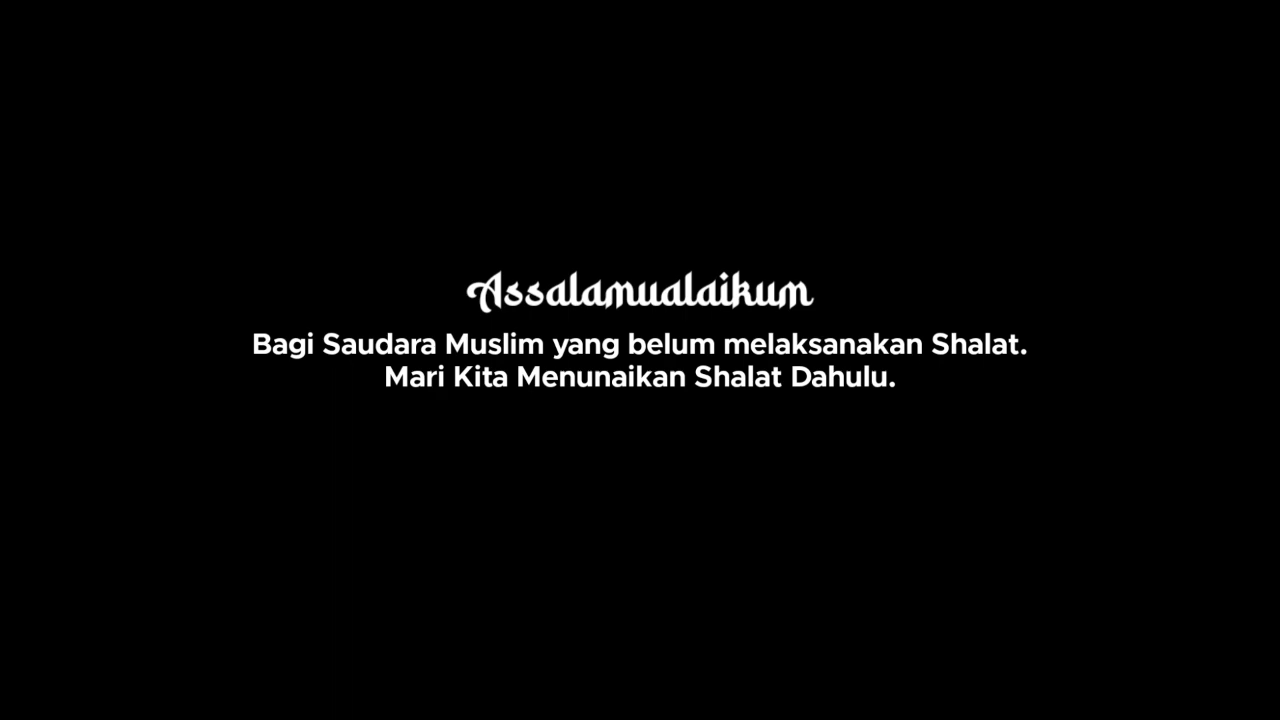 Assalamualaikum
Bagi Saudara Muslim yang belum melaksanakan Shalat.
Mari Kita Menunaikan Shalat Dahulu.